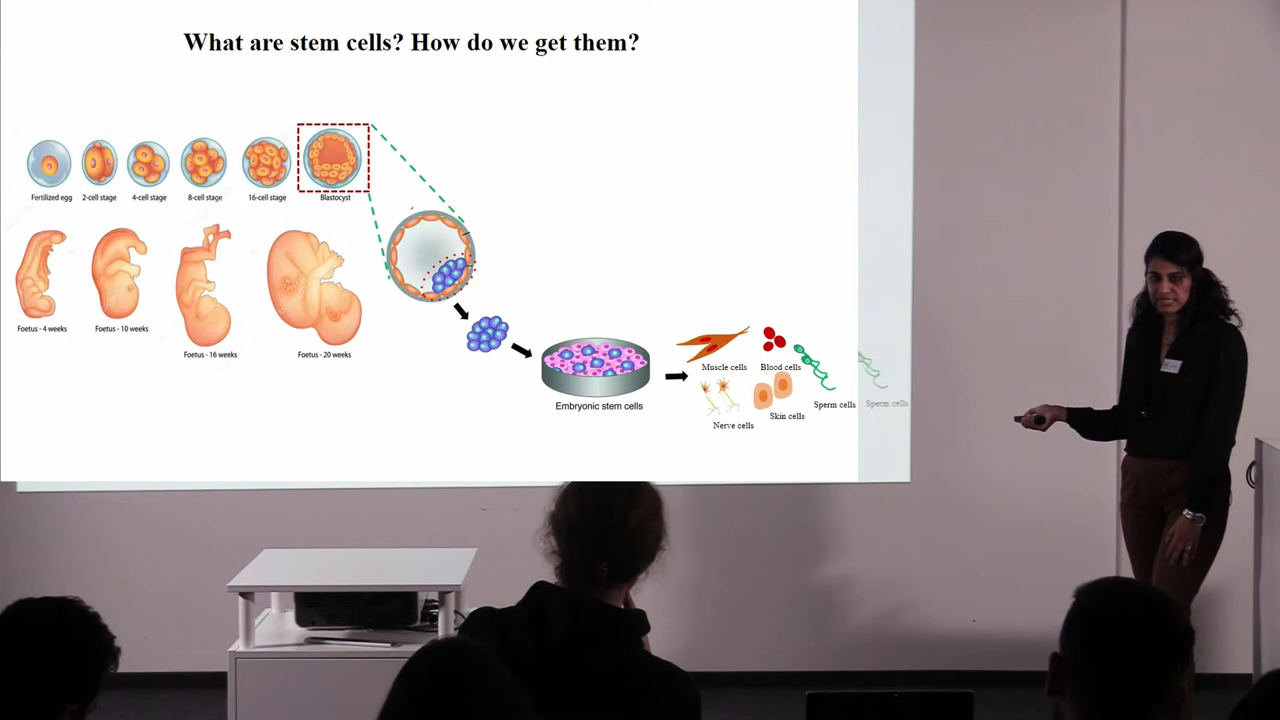 What are stem cells? How do we get them?
Fertilized egg
2-cell stage
4-cell stage
8-cell stage
16-cell stage
Blastocyst
Foetus - 4 weeks
Foetus - 10 weeks
Foetus - 16 weeks
Foetus - 20 weeks
Embryonic stem cells
Muscle cells
Blood cells
Nerve cells
Skin cells
Sperm cells
Sperm cells